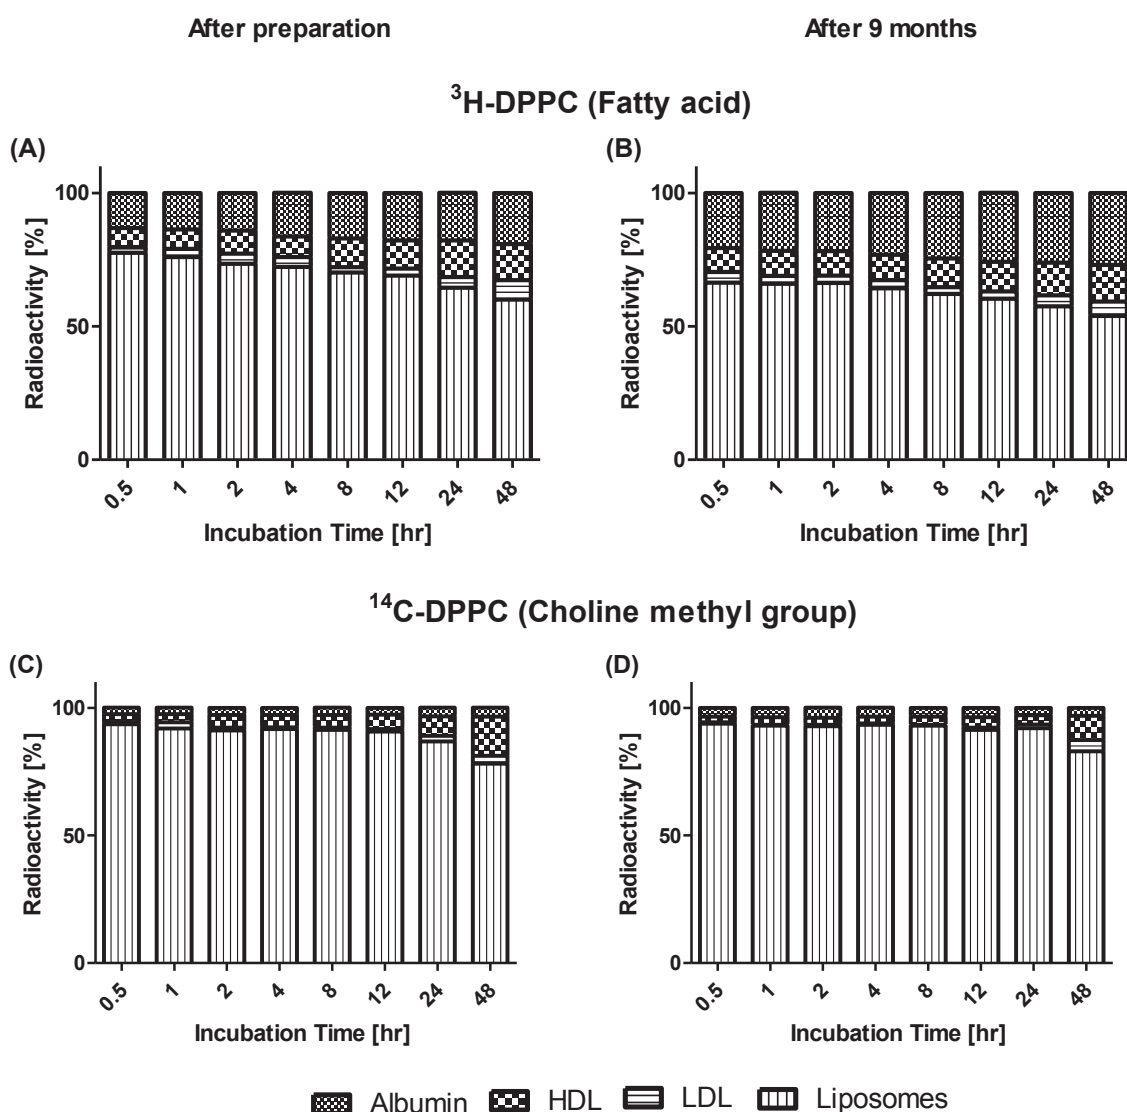 After preparation
After 9 months
³H-DPPC (Fatty acid)
(A)
(B)
100
50
0
Radioactivity [%]
0.5 1 2 4 8 12 24 48
Incubation Time [hr]
100
50
0
Radioactivity [%]
0.5 1 2 4 8 12 24 48
Incubation Time [hr]
¹⁴C-DPPC (Choline methyl group)
(C)
(D)
100
50
0
Radioactivity [%]
0.5 1 2 4 8 12 24 48
Incubation Time [hr]
100
50
0
Radioactivity [%]
0.5 1 2 4 8 12 24 48
Incubation Time [hr]
Albumin HDL LDL Liposomes